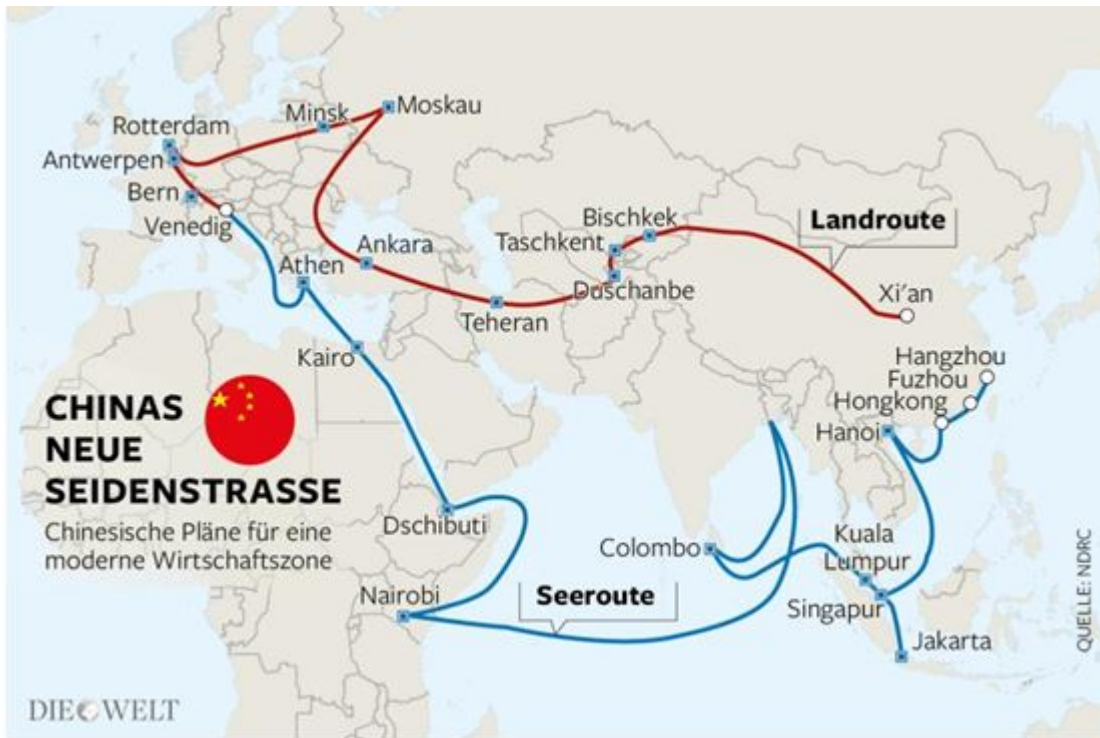 Moskau
Minsk
Rotterdam
Antwerpen
Bern
Venedig
Athen
Ankara
Teheran
Kairo
Bischkek
Taschkent
Duschanbe
Landroute
Xi'an
Hangzhou
Fuzhou
Hongkong
Hanoi
CHINAS
NEUE
SEIDENSTRASSE
Chinesische Pläne für eine
moderne Wirtschaftszone
Dschibuti
Nairobi
Seeroute
Colombo
Kuala
Lumpur
Singapur
Jakarta
QUELLE: NDRC
DIE WELT